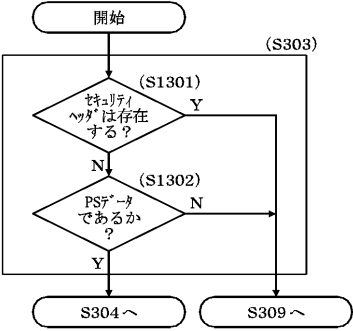 開始
(S303)
(S1301)
ｾｷｭﾘﾃｨ
ﾍｯﾀﾞは存在
する？
Y
N
(S1302)
PSﾃﾞｰﾀ
であるか
？
N
Y
S304へ
S309へ